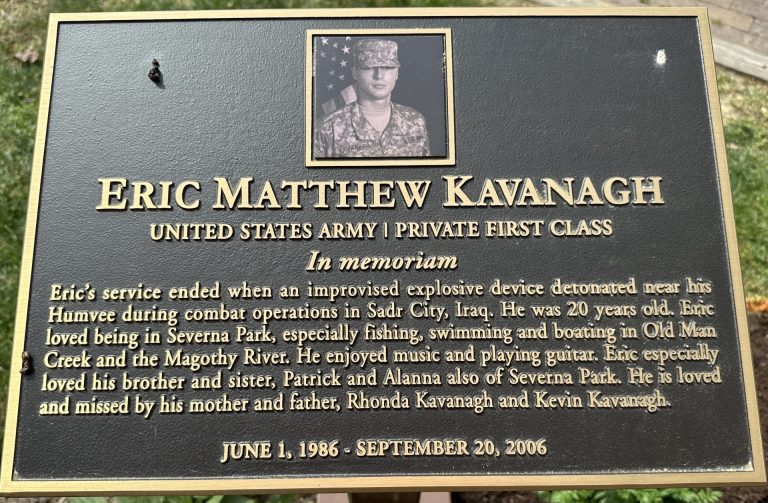 ERIC MATTHEW KAVANAGH
UNITED STATES ARMY | PRIVATE FIRST CLASS
In memoriam
Eric's service ended when an improvised explosive device detonated near his
Humvee during combat operations in Sadr City, Iraq. He was 20 years old. Eric
loved being in Severna Park, especially fishing, swimming and boating in Old Man
Creek and the Magothy River. He enjoyed music and playing guitar. Eric especially
loved his brother and sister, Patrick and Alanna also of Severna Park. He is loved
and missed by his mother and father, Rhonda Kavanagh and Kevin Kavanagh.
JUNE 1, 1986 - SEPTEMBER 20, 2006